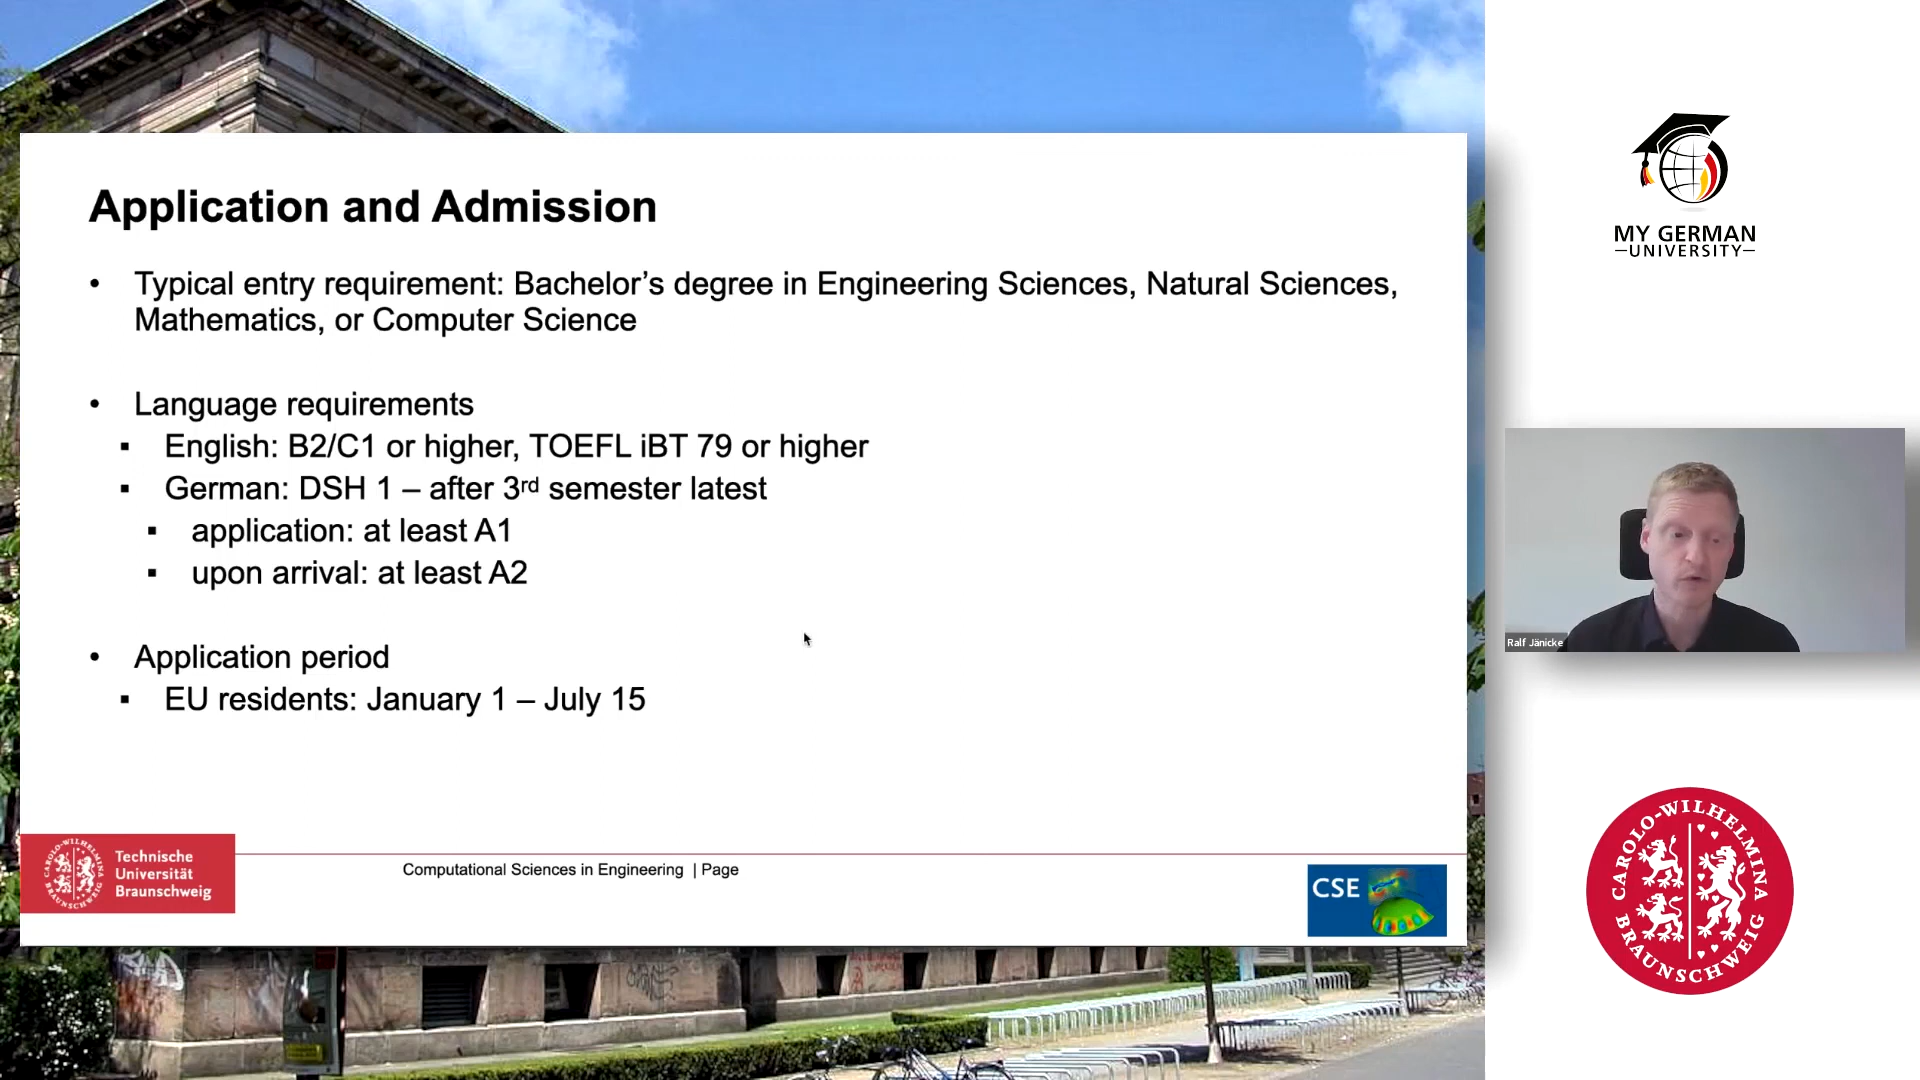 Application and Admission
• Typical entry requirement: Bachelor’s degree in Engineering Sciences, Natural Sciences,
Mathematics, or Computer Science
• Language requirements
▪ English: B2/C1 or higher, TOEFL iBT 79 or higher
▪ German: DSH 1 – after 3rd semester latest
▪ application: at least A1
▪ upon arrival: at least A2
• Application period
▪ EU residents: January 1 – July 15
Technische
Universität
Braunschweig
CAROLO-WILHELMINA
BRAUNSCHWEIG
Computational Sciences in Engineering | Page
CSE
MY GERMAN
UNIVERSITY
Ralf Jänicke
CAROLO-WILHELMINA
BRAUNSCHWEIG